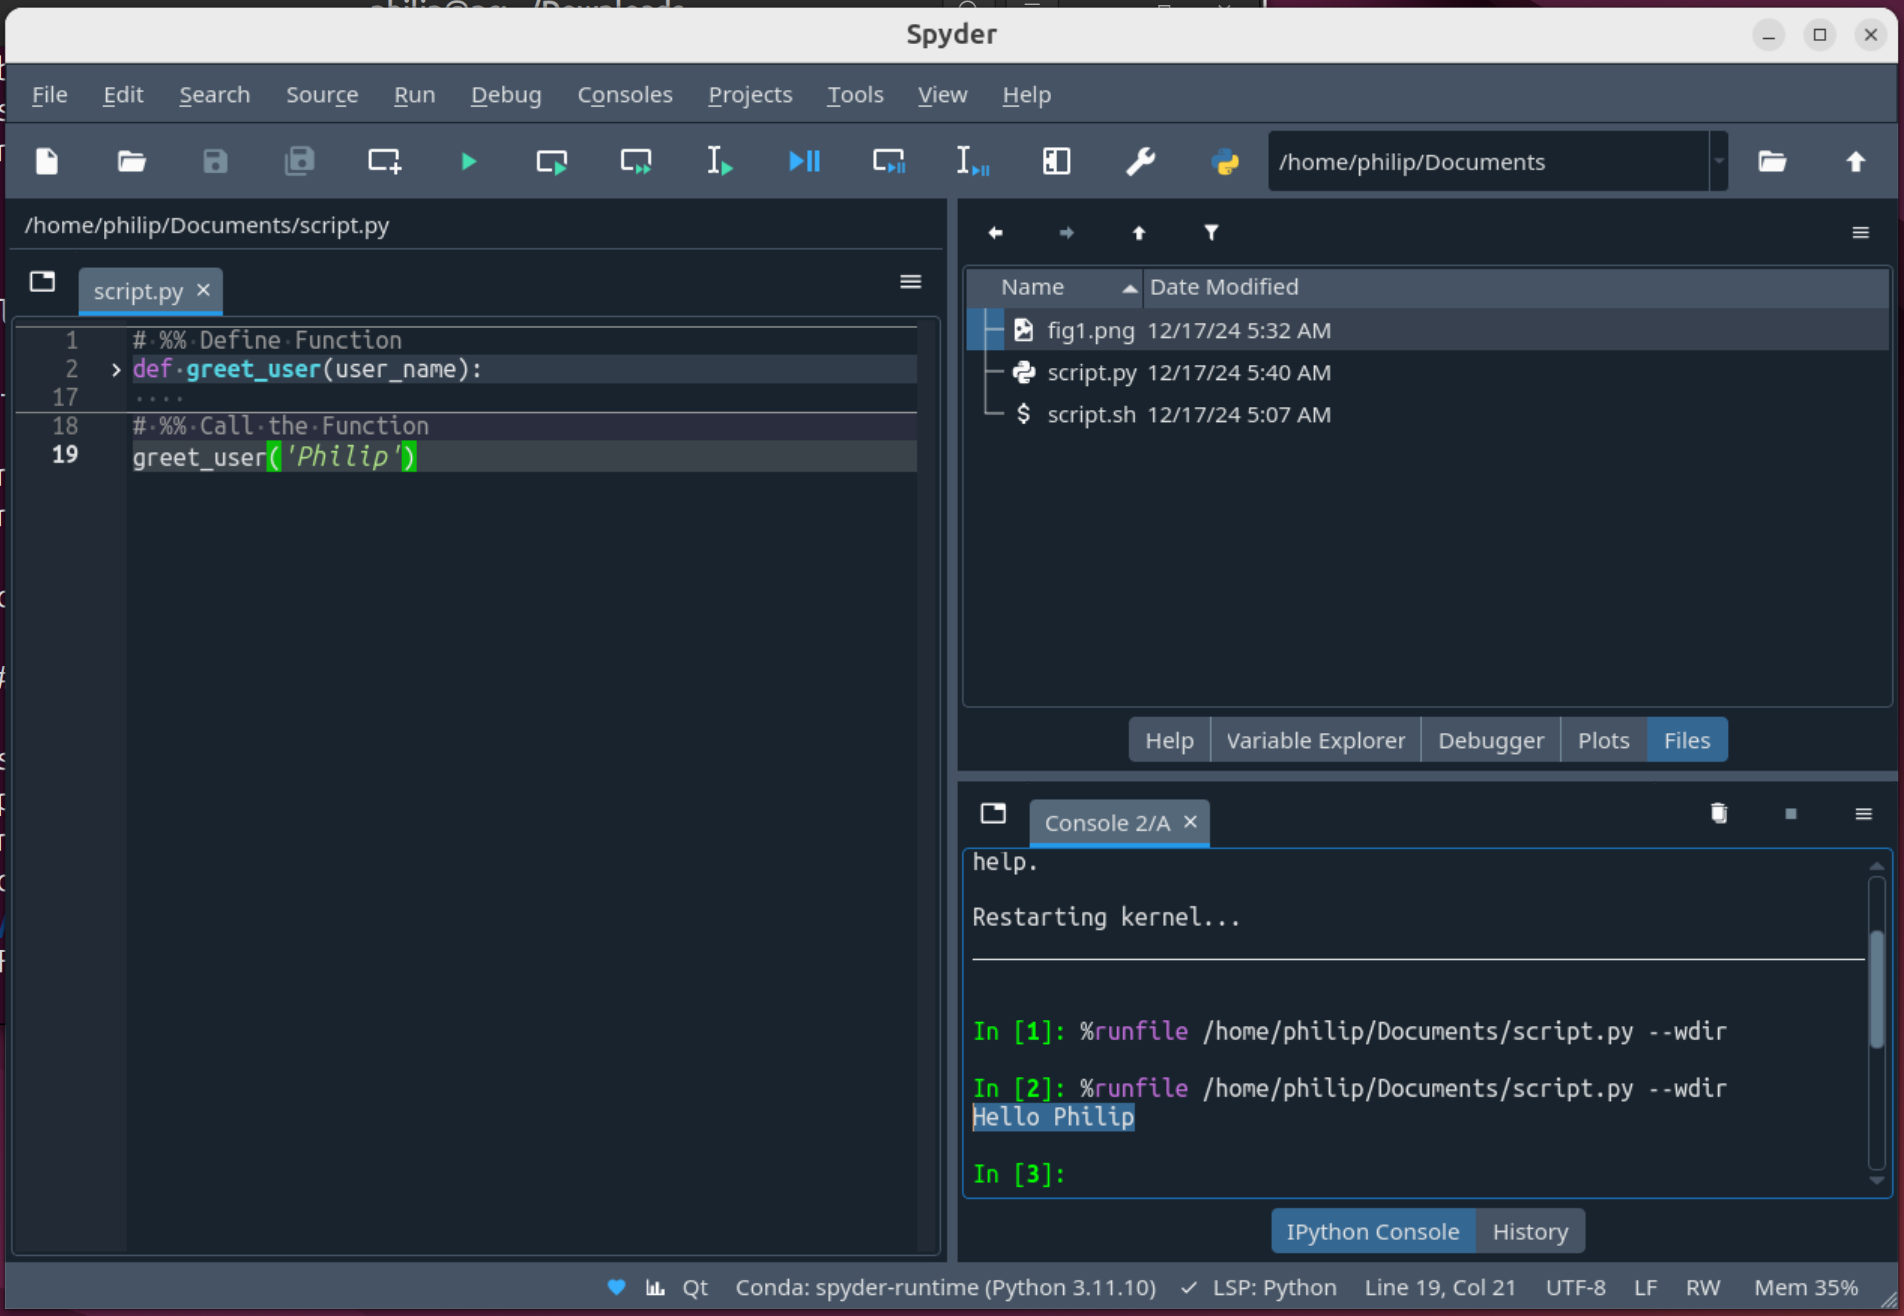 Spyder
File Edit Search Source Run Debug Consoles Projects Tools View Help
/home/philip/Documents
/home/philip/Documents/script.py
script.py
1 # %% Define Function
2 def greet_user(user_name):
17
18 # %% Call the Function
19 greet_user('Philip')
Name Date Modified
fig1.png 12/17/24 5:32 AM
script.py 12/17/24 5:40 AM
script.sh 12/17/24 5:07 AM
Help Variable Explorer Debugger Plots Files
Console 2/A
help.
Restarting kernel...
In [1]: %runfile /home/philip/Documents/script.py --wdir
In [2]: %runfile /home/philip/Documents/script.py --wdir
Hello Philip
In [3]:
IPython Console History
Qt Conda: spyder-runtime (Python 3.11.10) ✓ LSP: Python Line 19, Col 21 UTF-8 LF RW Mem 35%